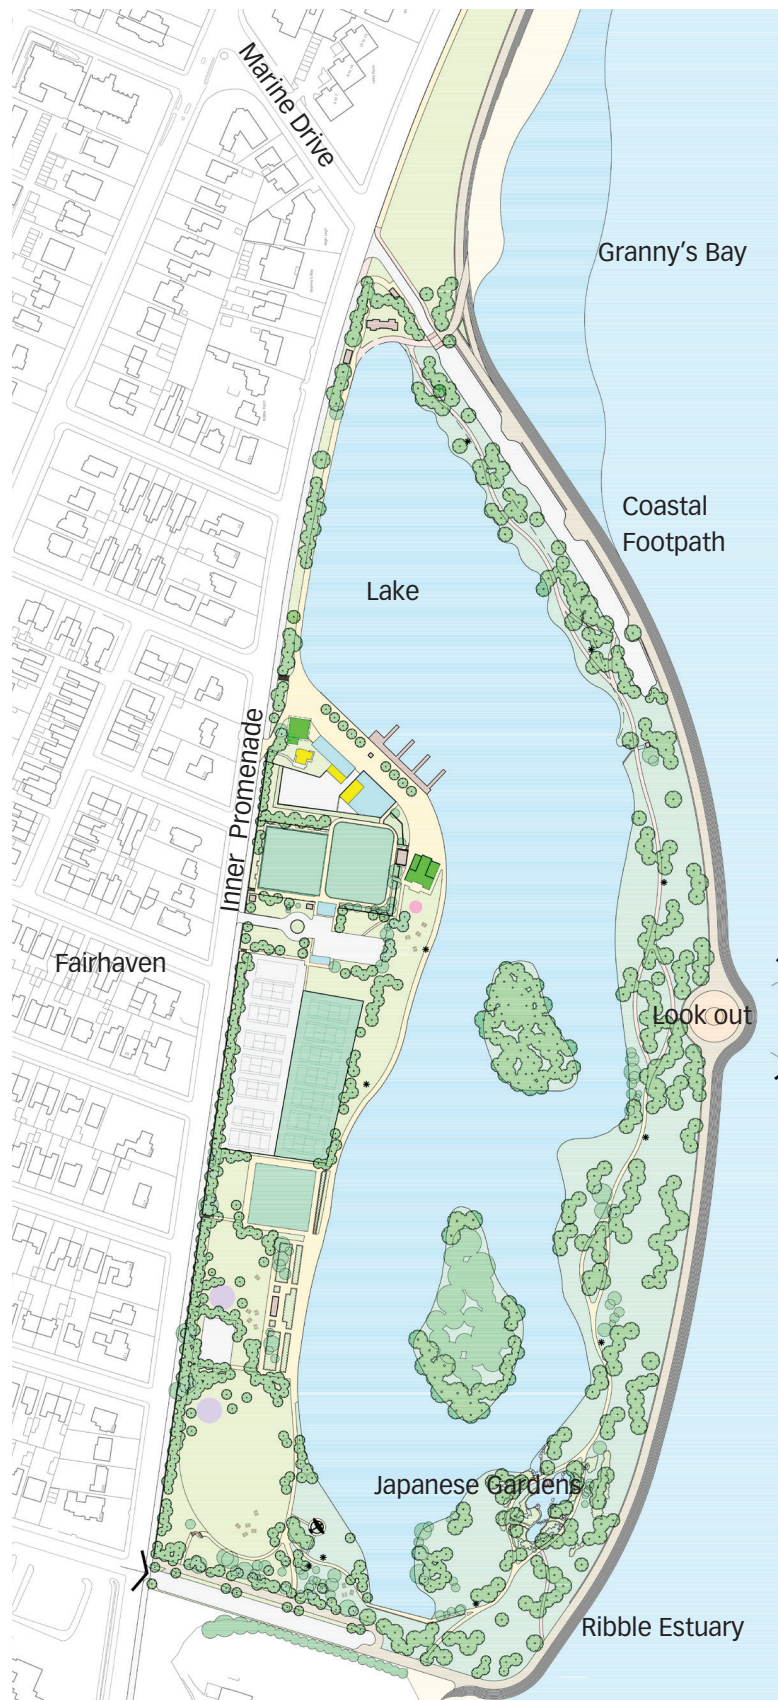 Marine Drive
Granny's Bay
Coastal
Footpath
Lake
Inner Promenade
Fairhaven
Look out
Japanese Gardens
Ribble Estuary